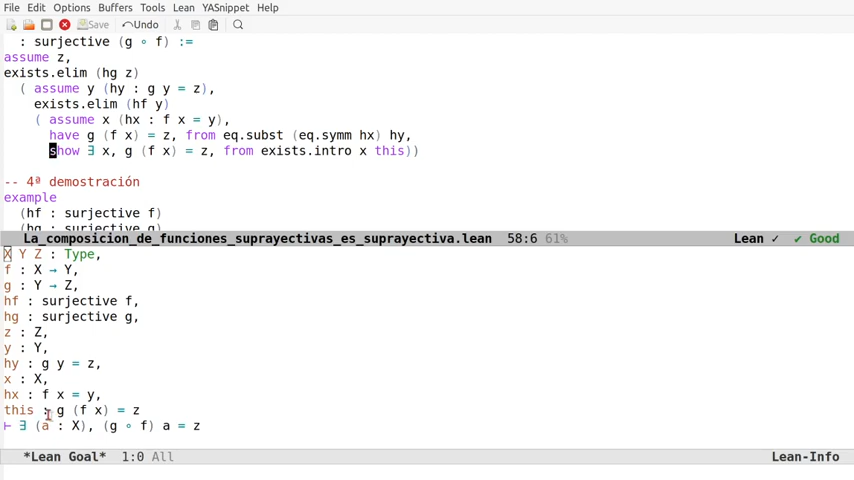 File Edit Options Buffers Tools Lean YASnippet Help
Save Undo
: surjective (g ∘ f) :=
assume z,
exists.elim (hg z)
( assume y (hy : g y = z),
exists.elim (hf y)
( assume x (hx : f x = y),
have g (f x) = z, from eq.subst (eq.symm hx) hy,
show ∃ x, g (f x) = z, from exists.intro x this))
-- 4ª demostración
example
(hf : surjective f)
(hg : surjective g)
La_composicion_de_funciones_suprayectivas_es_suprayectiva.lean 58:6 61% Lean ✓ ✔ Good
X Y Z : Type,
f : X → Y,
g : Y → Z,
hf : surjective f,
hg : surjective g,
z : Z,
y : Y,
hy : g y = z,
x : X,
hx : f x = y,
this : g (f x) = z
⊢ ∃ (a : X), (g ∘ f) a = z
*Lean Goal* 1:0 All Lean-Info